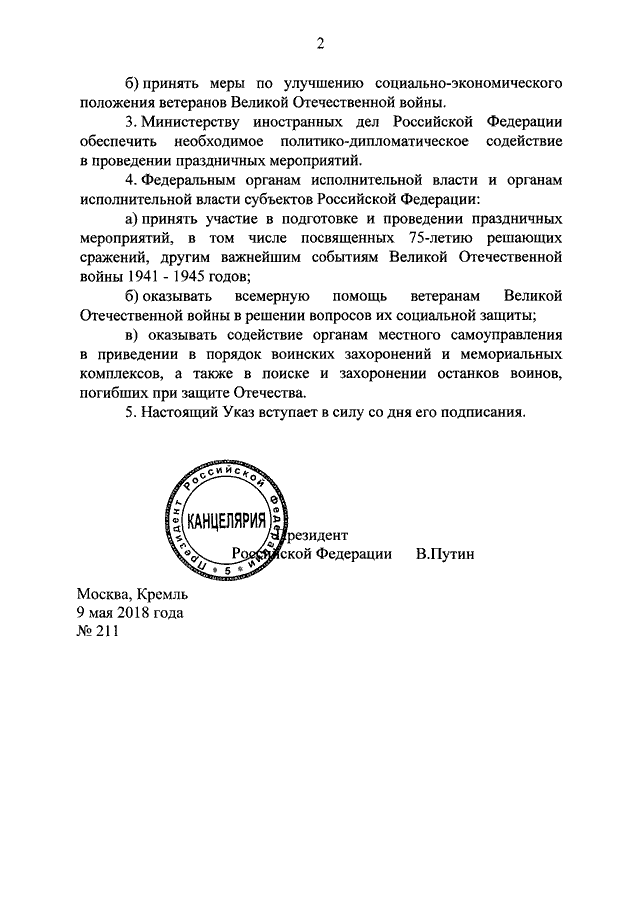 2
б) принять меры по улучшению социально-экономического
положения ветеранов Великой Отечественной войны.
3. Министерству иностранных дел Российской Федерации
обеспечить необходимое политико-дипломатическое содействие
в проведении праздничных мероприятий.
4. Федеральным органам исполнительной власти и органам
исполнительной власти субъектов Российской Федерации:
а) принять участие в подготовке и проведении праздничных
мероприятий, в том числе посвященных 75-летию решающих
сражений, другим важнейшим событиям Великой Отечественной
войны 1941 - 1945 годов;
б) оказывать всемерную помощь ветеранам Великой
Отечественной войны в решении вопросов их социальной защиты;
в) оказывать содействие органам местного самоуправления
в приведении в порядок воинских захоронений и мемориальных
комплексов, а также в поиске и захоронении останков воинов,
погибших при защите Отечества.
5. Настоящий Указ вступает в силу со дня его подписания.
Президент Российской Федерации * 5 *
КАНЦЕЛЯРИЯ
Президент
Российской Федерации В.Путин
Москва, Кремль
9 мая 2018 года
№ 211